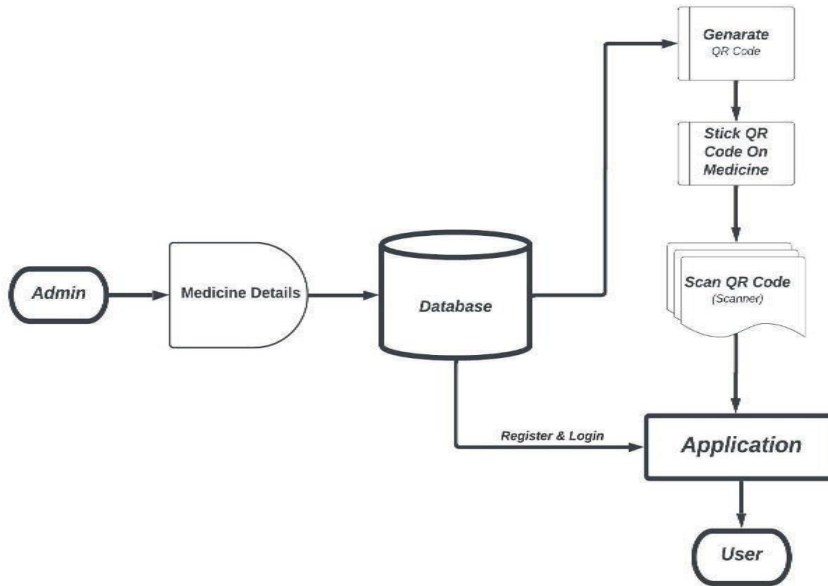 Genarate
QR Code
Stick QR
Code On
Medicine
Admin
Medicine Details
Database
Scan QR Code
(Scanner)
Register & Login
Application
User